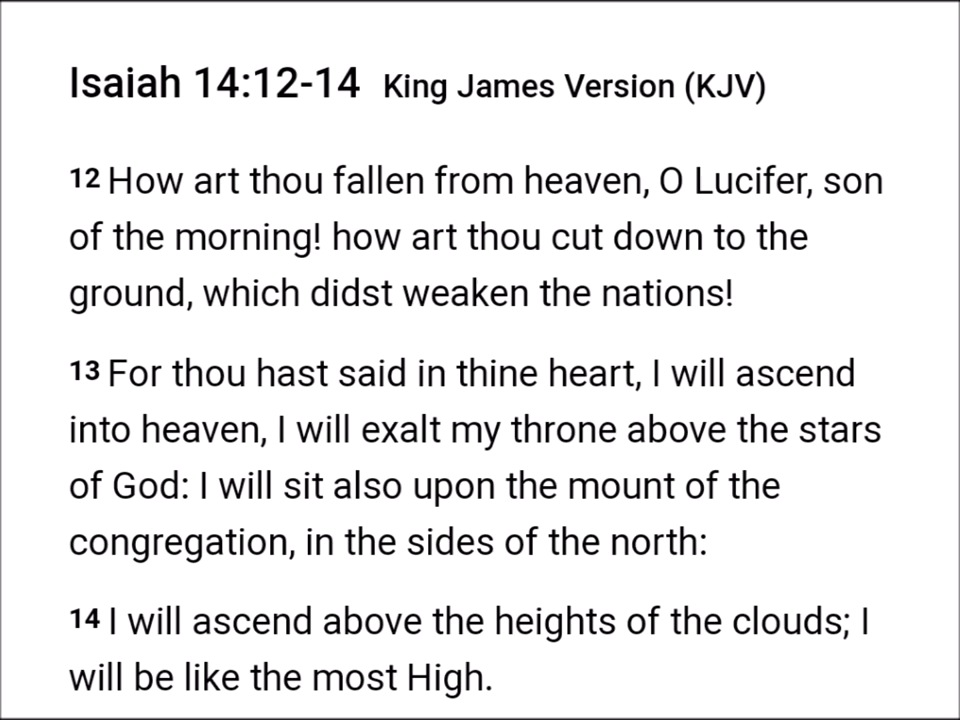 Isaiah 14:12-14 King James Version (KJV)
12 How art thou fallen from heaven, O Lucifer, son
of the morning! how art thou cut down to the
ground, which didst weaken the nations!
13 For thou hast said in thine heart, I will ascend
into heaven, I will exalt my throne above the stars
of God: I will sit also upon the mount of the
congregation, in the sides of the north:
14 I will ascend above the heights of the clouds; I
will be like the most High.